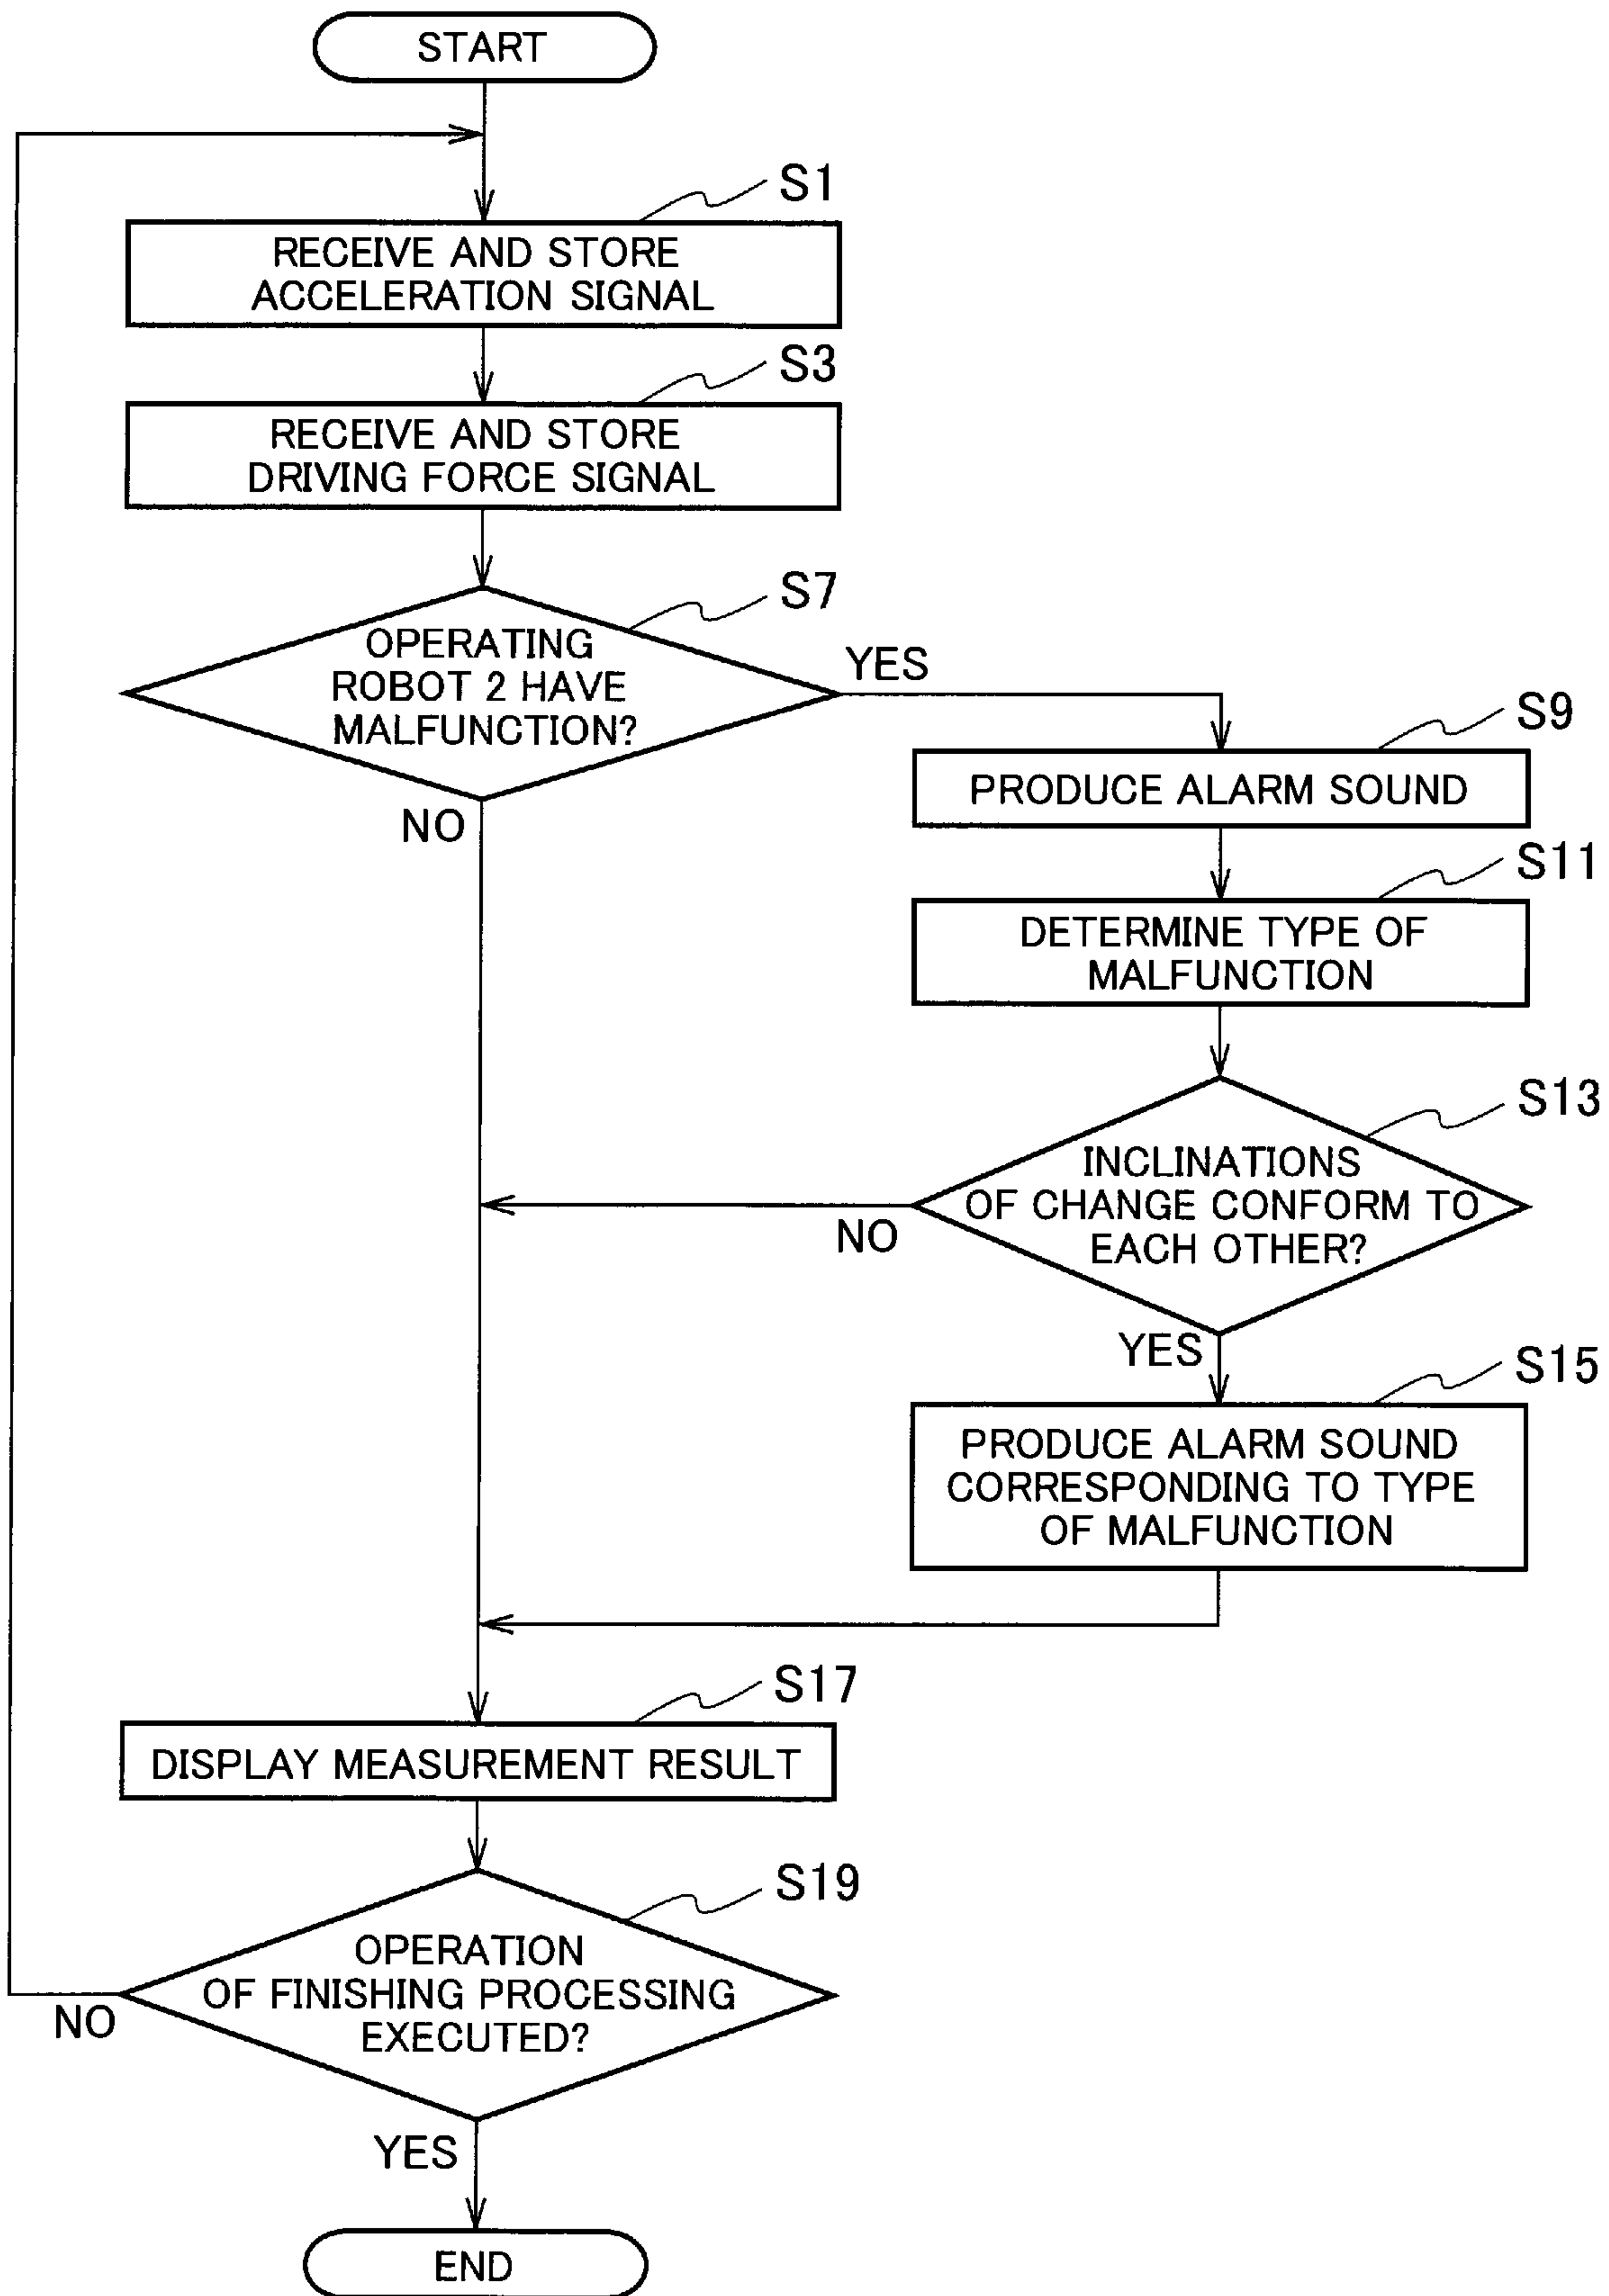 START
S1
RECEIVE AND STORE
ACCELERATION SIGNAL
S3
RECEIVE AND STORE
DRIVING FORCE SIGNAL
S7
OPERATING
ROBOT 2 HAVE
MALFUNCTION?
YES
NO
S9
PRODUCE ALARM SOUND
S11
DETERMINE TYPE OF
MALFUNCTION
S13
INCLINATIONS
OF CHANGE CONFORM TO
EACH OTHER?
NO
YES
S15
PRODUCE ALARM SOUND
CORRESPONDING TO TYPE
OF MALFUNCTION
S17
DISPLAY MEASUREMENT RESULT
S19
OPERATION
OF FINISHING PROCESSING
EXECUTED?
NO
YES
END